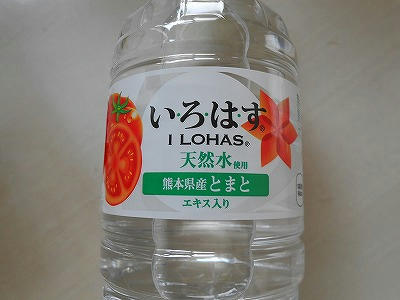 い・ろ・は・す®
I LOHAS®
天然水使用
熊本県産とまと
エキス入り